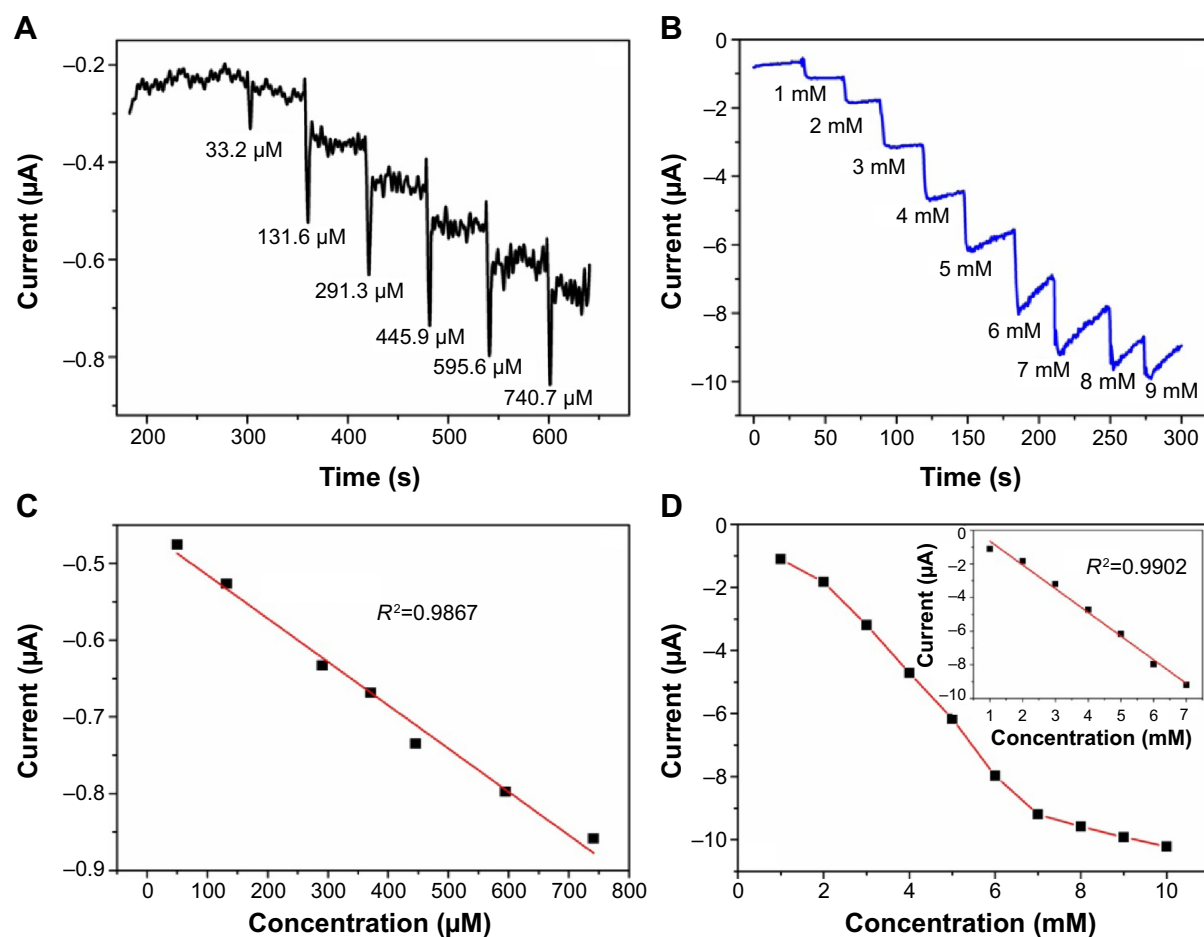 A
Current (µA)
–0.2
–0.4
–0.6
–0.8
33.2 µM
131.6 µM
291.3 µM
445.9 µM
595.6 µM
740.7 µM
200 300 400 500 600
Time (s)
B
Current (µA)
0
–2
–4
–6
–8
–10
1 mM
2 mM
3 mM
4 mM
5 mM
6 mM
7 mM
8 mM
9 mM
0 50 100 150 200 250 300
Time (s)
C
Current (µA)
–0.5
–0.6
–0.7
–0.8
–0.9
R²=0.9867
0 100 200 300 400 500 600 700 800
Concentration (µM)
D
Current (µA)
0
–2
–4
–6
–8
–10
0 2 4 6 8 10
Concentration (mM)
Current (µA)
0
–2
–4
–6
–8
–10
R²=0.9902
1 2 3 4 5 6 7
Concentration (mM)